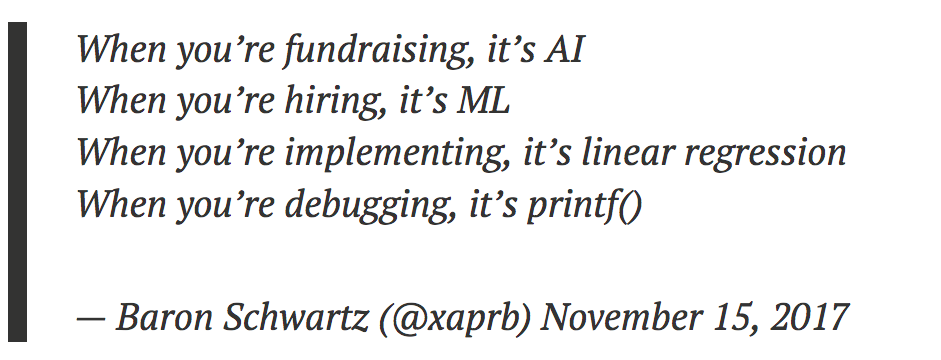 When you’re fundraising, it’s AI
When you’re hiring, it’s ML
When you’re implementing, it’s linear regression
When you’re debugging, it’s printf()
— Baron Schwartz (@xaprb) November 15, 2017